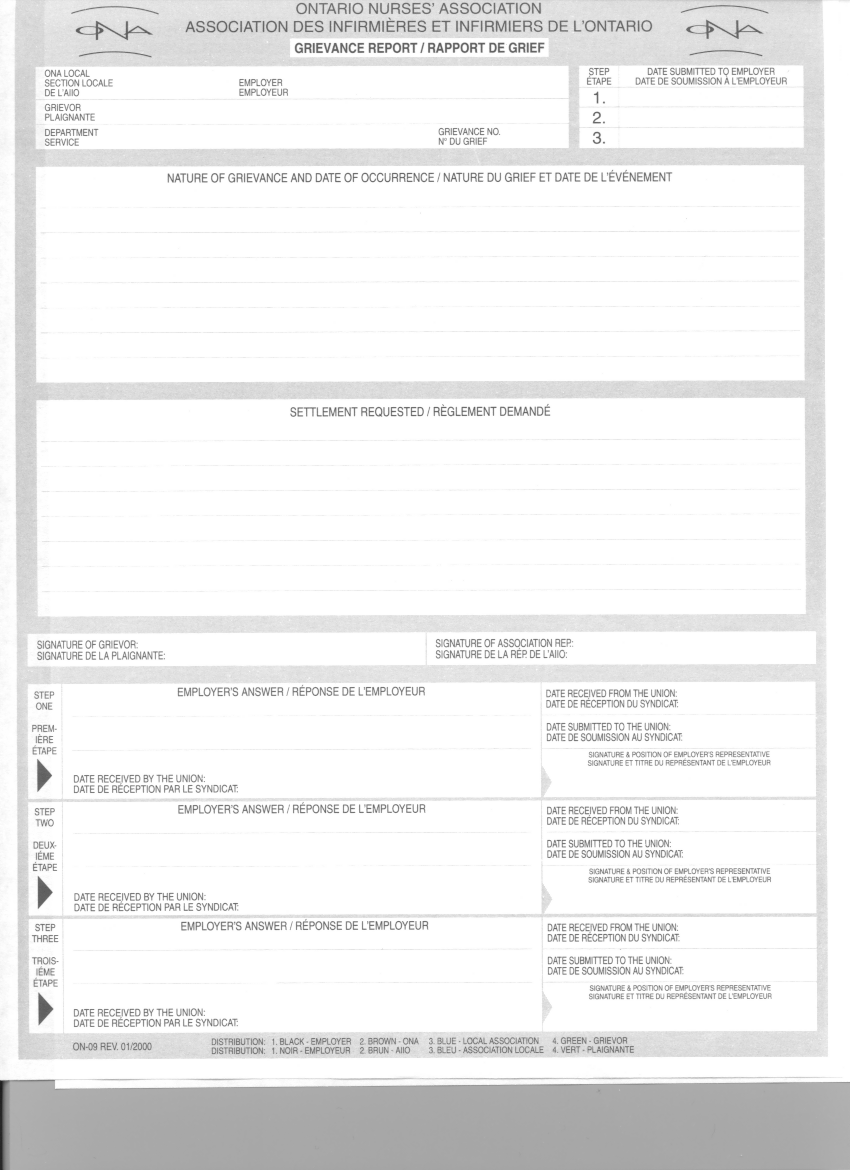 ONA
ONTARIO NURSES' ASSOCIATION
ASSOCIATION DES INFIRMIÈRES ET INFIRMIERS DE L'ONTARIO
GRIEVANCE REPORT / RAPPORT DE GRIEF
ONA
ONA LOCAL
SECTION LOCALE
DE L'AIIO
EMPLOYER
EMPLOYEUR
GRIEVOR
PLAIGNANTE
DEPARTMENT
SERVICE
GRIEVANCE NO.
N° DU GRIEF
STEP
ÉTAPE
DATE SUBMITTED TO EMPLOYER
DATE DE SOUMISSION À L'EMPLOYEUR
1.
2.
3.
NATURE OF GRIEVANCE AND DATE OF OCCURRENCE / NATURE DU GRIEF ET DATE DE L'ÉVÉNEMENT
SETTLEMENT REQUESTED / RÈGLEMENT DEMANDÉ
SIGNATURE OF GRIEVOR:
SIGNATURE DE LA PLAIGNANTE:
SIGNATURE OF ASSOCIATION REP.:
SIGNATURE DE LA RÉP. DE L'AIIO:
STEP
ONE
PREM-
IÈRE
ÉTAPE
EMPLOYER'S ANSWER / RÉPONSE DE L'EMPLOYEUR
DATE RECEIVED BY THE UNION:
DATE DE RÉCEPTION PAR LE SYNDICAT:
DATE RECEIVED FROM THE UNION:
DATE DE RÉCEPTION DU SYNDICAT:
DATE SUBMITTED TO THE UNION:
DATE DE SOUMISSION AU SYNDICAT:
SIGNATURE & POSITION OF EMPLOYER'S REPRESENTATIVE
SIGNATURE ET TITRE DU REPRÉSENTANT DE L'EMPLOYEUR
STEP
TWO
DEUX-
IÉME
ÉTAPE
EMPLOYER'S ANSWER / RÉPONSE DE L'EMPLOYEUR
DATE RECEIVED BY THE UNION:
DATE DE RÉCEPTION PAR LE SYNDICAT:
DATE RECEIVED FROM THE UNION:
DATE DE RÉCEPTION DU SYNDICAT:
DATE SUBMITTED TO THE UNION:
DATE DE SOUMISSION AU SYNDICAT:
SIGNATURE & POSITION OF EMPLOYER'S REPRESENTATIVE
SIGNATURE ET TITRE DU REPRÉSENTANT DE L'EMPLOYEUR
STEP
THREE
TROIS-
IÉME
ÉTAPE
EMPLOYER'S ANSWER / RÉPONSE DE L'EMPLOYEUR
DATE RECEIVED BY THE UNION:
DATE DE RÉCEPTION PAR LE SYNDICAT:
DATE RECEIVED FROM THE UNION:
DATE DE RÉCEPTION DU SYNDICAT:
DATE SUBMITTED TO THE UNION:
DATE DE SOUMISSION AU SYNDICAT:
SIGNATURE & POSITION OF EMPLOYER'S REPRESENTATIVE
SIGNATURE ET TITRE DU REPRÉSENTANT DE L'EMPLOYEUR
ON-09 REV. 01/2000
DISTRIBUTION: 1. BLACK - EMPLOYER 2. BROWN - ONA 3. BLUE - LOCAL ASSOCIATION 4. GREEN - GRIEVOR
DISTRIBUTION: 1. NOIR - EMPLOYEUR 2. BRUN - AIIO 3. BLEU - ASSOCIATION LOCALE 4. VERT - PLAIGNANTE